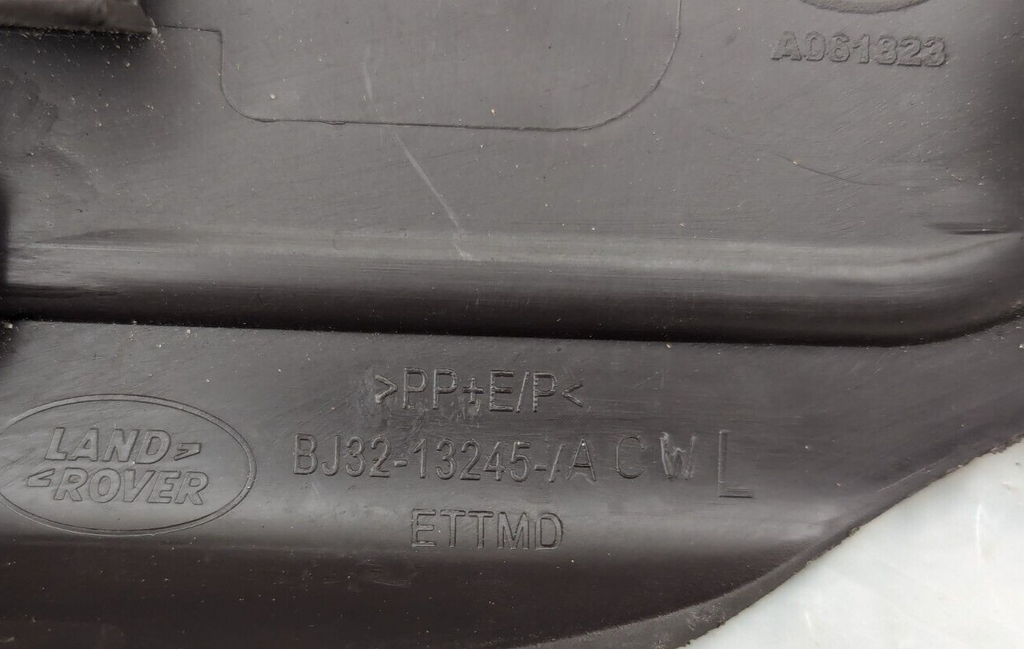 A061823
>PP+E/P<
BJ32-13245-/A C W L
LAND
ROVER
ETTMD